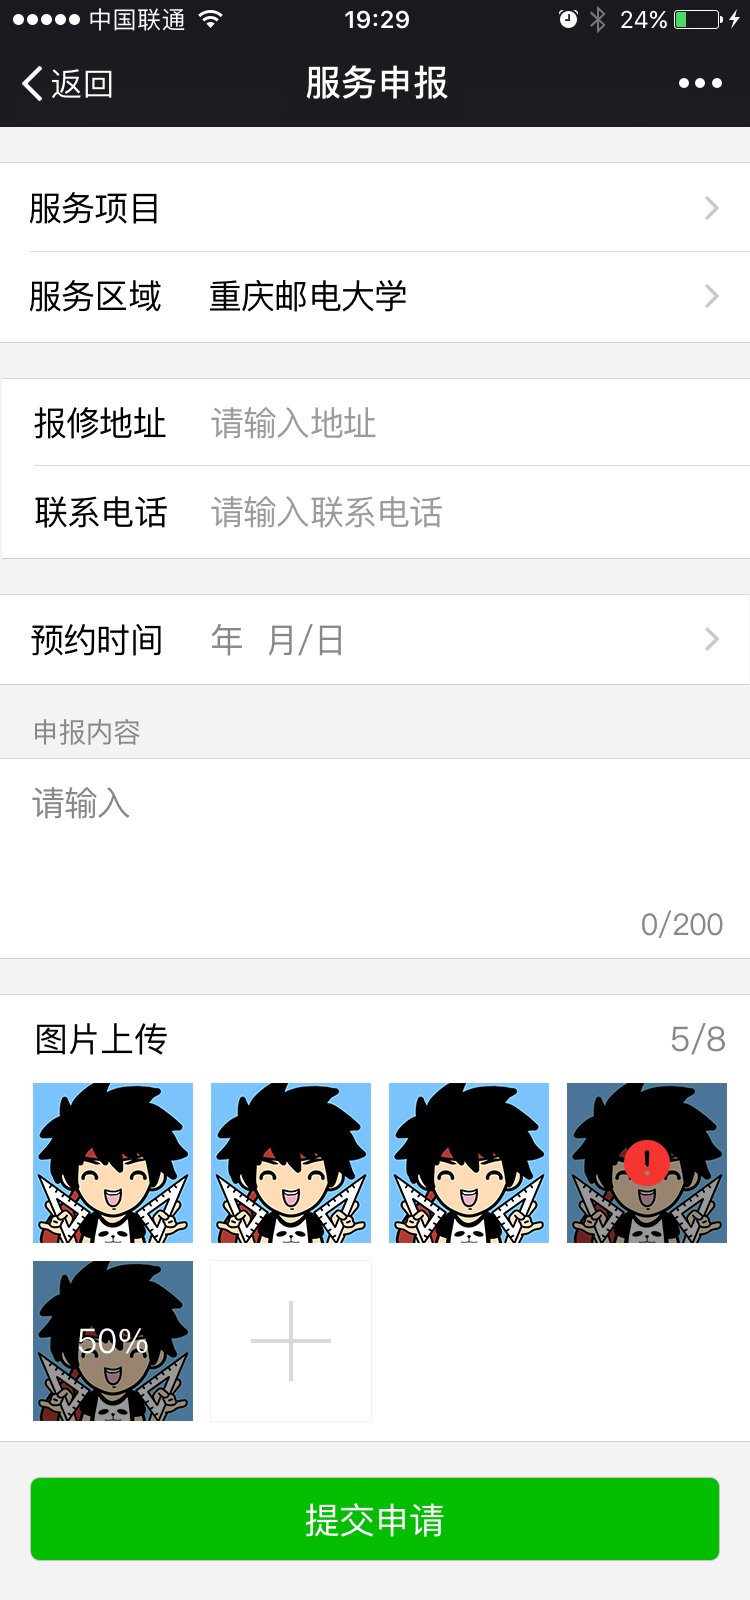 中国联通 19:29 24%
返回 服务申报
服务项目
服务区域 重庆邮电大学
报修地址 请输入地址
联系电话 请输入联系电话
预约时间 年 月/日
申报内容
请输入
0/200
图片上传 5/8
!
50%
提交申请